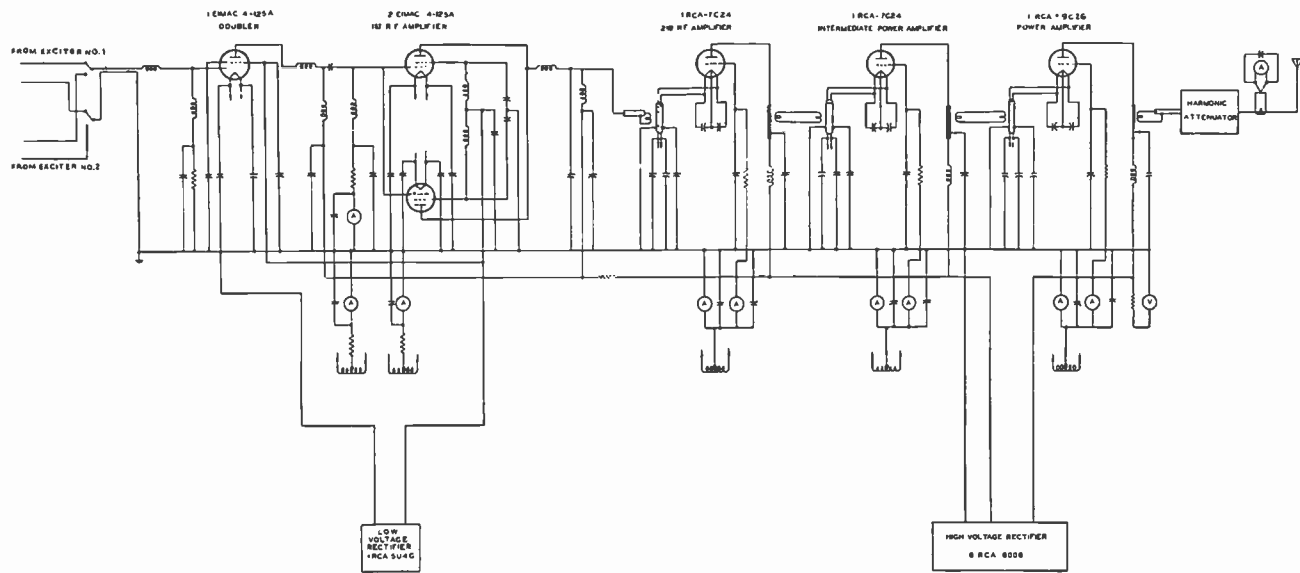 1 EIMAC 4-125A
DOUBLER
2 EIMAC 4-125A
1ST R F AMPLIFIER
1 RCA-7C24
2ND RF AMPLIFIER
1 RCA-7C24
INTERMEDIATE POWER AMPLIFIER
1 RCA - 9C26
POWER AMPLIFIER
FROM EXCITER NO.1
FROM EXCITER NO.2
HARMONIC
ATTENUATOR
A
A
A
A
A
A
A
A
A
A
V
LOW
VOLTAGE
RECTIFIER
RCA 5U4G
HIGH VOLTAGE RECTIFIER
6 RCA 8008